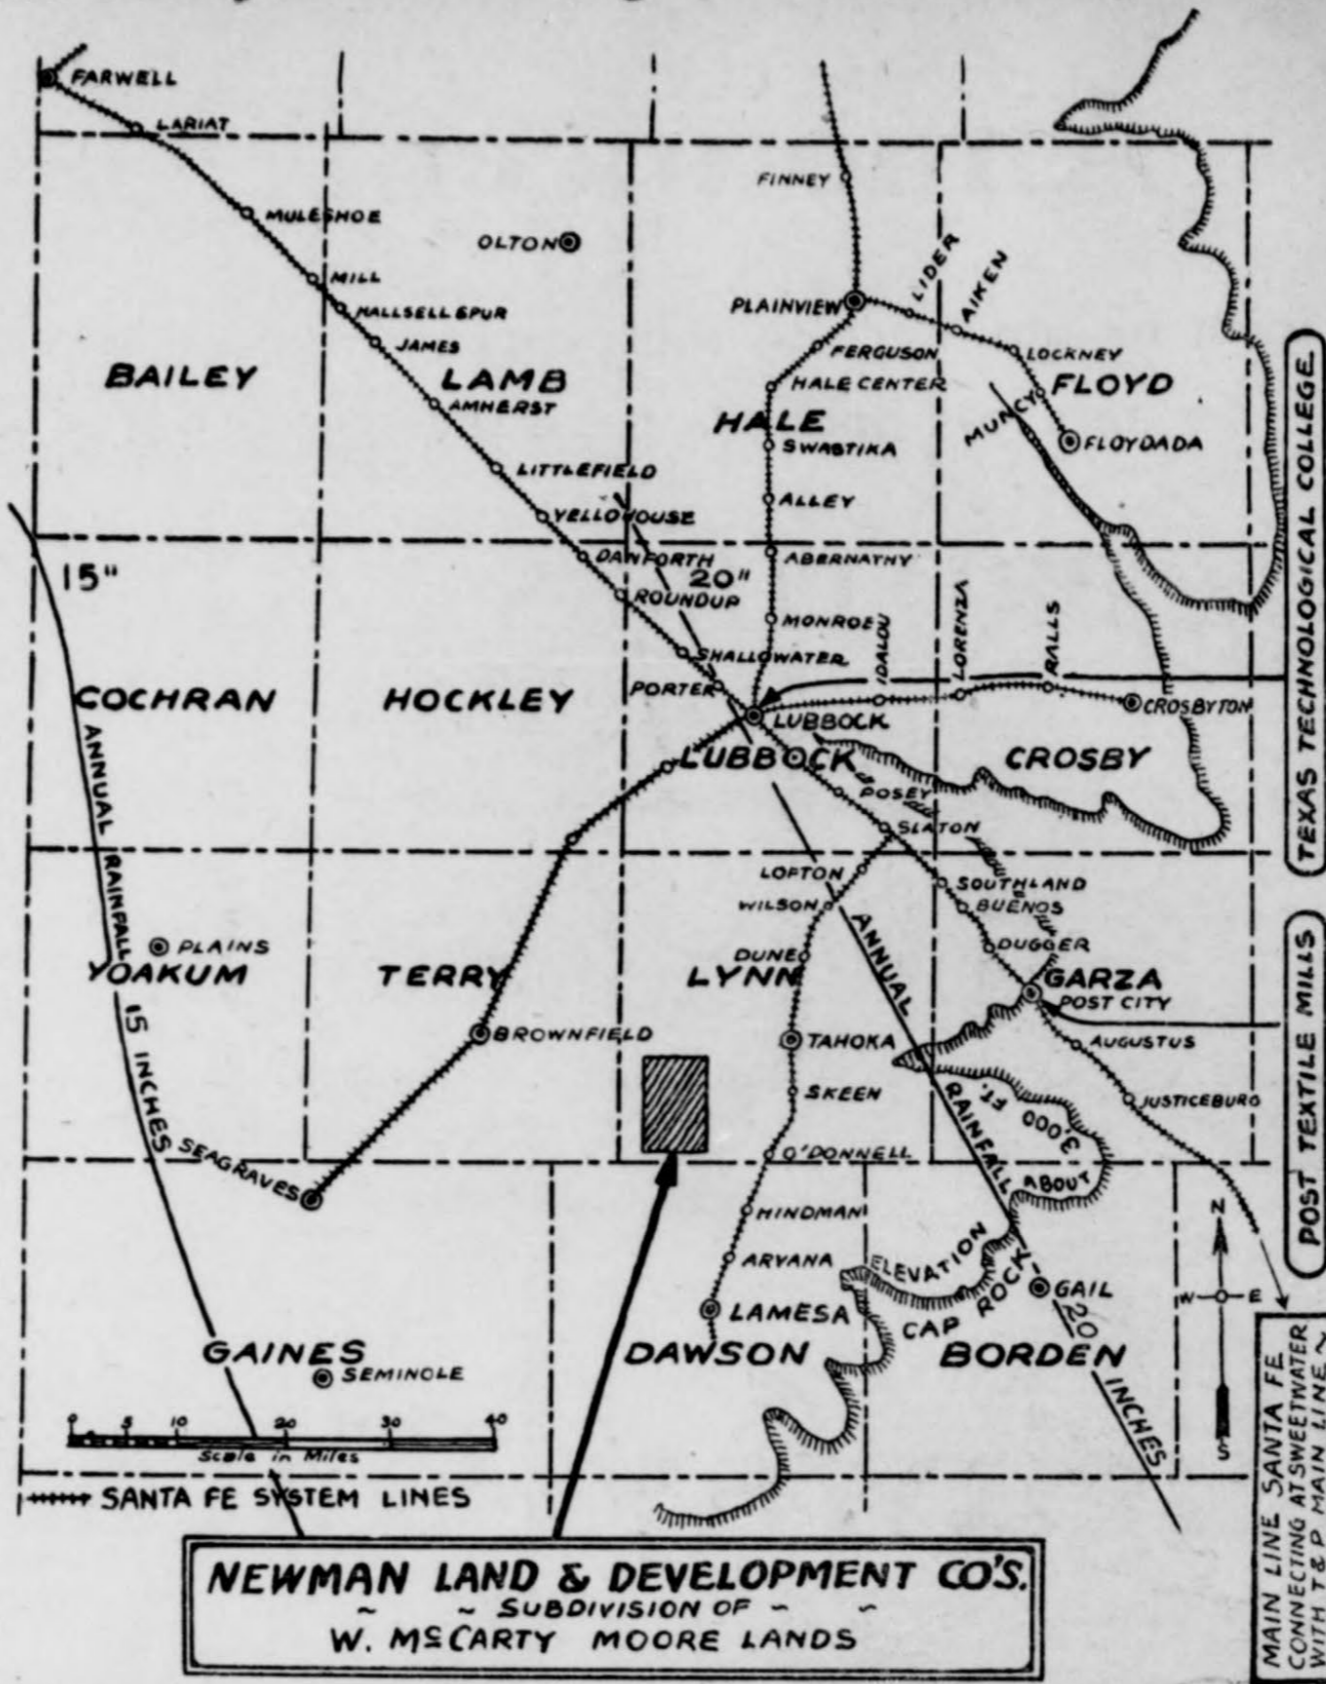 FARWELL
LARIAT
MULESHOE
OLTON
MILL
HALLSELL SPUR
JAMES
BAILEY
LAMB
AMHERST
LITTLEFIELD
YELLOHOUSE
DANFORTH
ROUNDUP
FINNEY
PLAINVIEW
LIDER
AIKEN
LOCKNEY
FERGUSON
HALE CENTER
HALE
FLOYD
MUNCY
FLOYDADA
SWASTIKA
ALLEY
ABERNATHY
15"
20"
MONROE
IDALOU
LORENZA
RALLS
SHALLOWATER
PORTER
COCHRAN
HOCKLEY
LUBBOCK
LUBBOCK
CROSBYTON
CROSBY
POSEY
SLATON
TEXAS TECHNOLOGICAL COLLEGE
ANNUAL RAINFALL 15 INCHES
LOFTON
WILSON
SOUTHLAND
BUENOS
DUNE
DUGGER
PLAINS
YOAKUM
TERRY
LYNN
GARZA
POST CITY
BROWNFIELD
TAHOKA
AUGUSTUS
SKEEN
JUSTICEBURG
POST TEXTILE MILLS
ANNUAL RAINFALL 20 INCHES
SEAGRAVES
O'DONNELL
HINDMAN
ARVANA
ELEVATION ABOUT 3000 FT.
CAP ROCK
GAIL
LAMESA
DAWSON
BORDEN
GAINES
SEMINOLE
N
W E
S
0 5 10 20 30 40
Scale in Miles
SANTA FE SYSTEM LINES
MAIN LINE SANTA FE
CONNECTING AT SWEETWATER
WITH T & P MAIN LINE ~
NEWMAN LAND & DEVELOPMENT CO'S.
~ ~ SUBDIVISION OF ~ ~
W. McCARTY MOORE LANDS